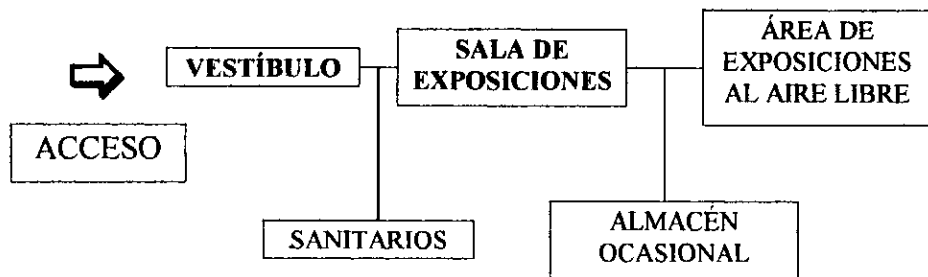 VESTÍBULO
SALA DE
EXPOSICIONES
ÁREA DE
EXPOSICIONES
AL AIRE LIBRE
ACCESO
SANITARIOS
ALMACÉN
OCASIONAL